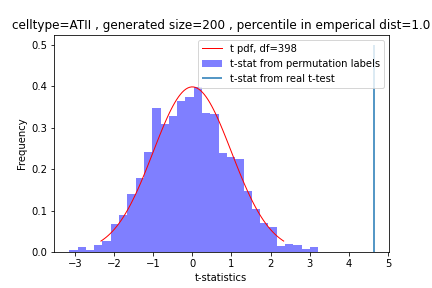 celltype=ATII , generated size=200 , percentile in emperical dist=1.0
t pdf, df=398
t-stat from permutation labels
t-stat from real t-test
Frequency
0.5
0.4
0.3
0.2
0.1
0.0
−3 −2 −1 0 1 2 3 4 5
t-statistics